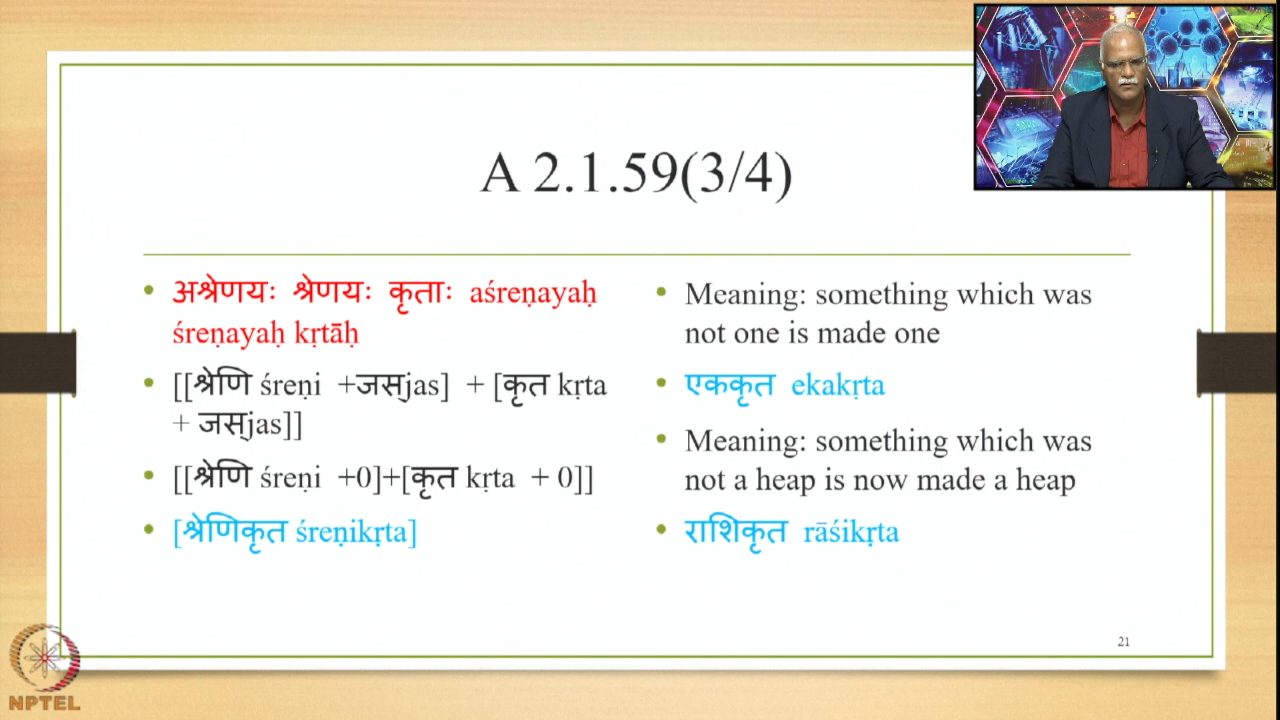 A 2.1.59(3/4)
• अश्रेणयः श्रेणयः कृताः aśreṇayaḥ
śreṇayaḥ kṛtāḥ
• [[श्रेणि śreṇi +जस्jas] + [कृत kṛta
+ जस्jas]]
• [[श्रेणि śreṇi +0]+[कृत kṛta + 0]]
• [श्रेणिकृत śreṇikṛta]
• Meaning: something which was
not one is made one
• एककृत ekakṛta
• Meaning: something which was
not a heap is now made a heap
• राशिकृत rāśikṛta
21
NPTEL